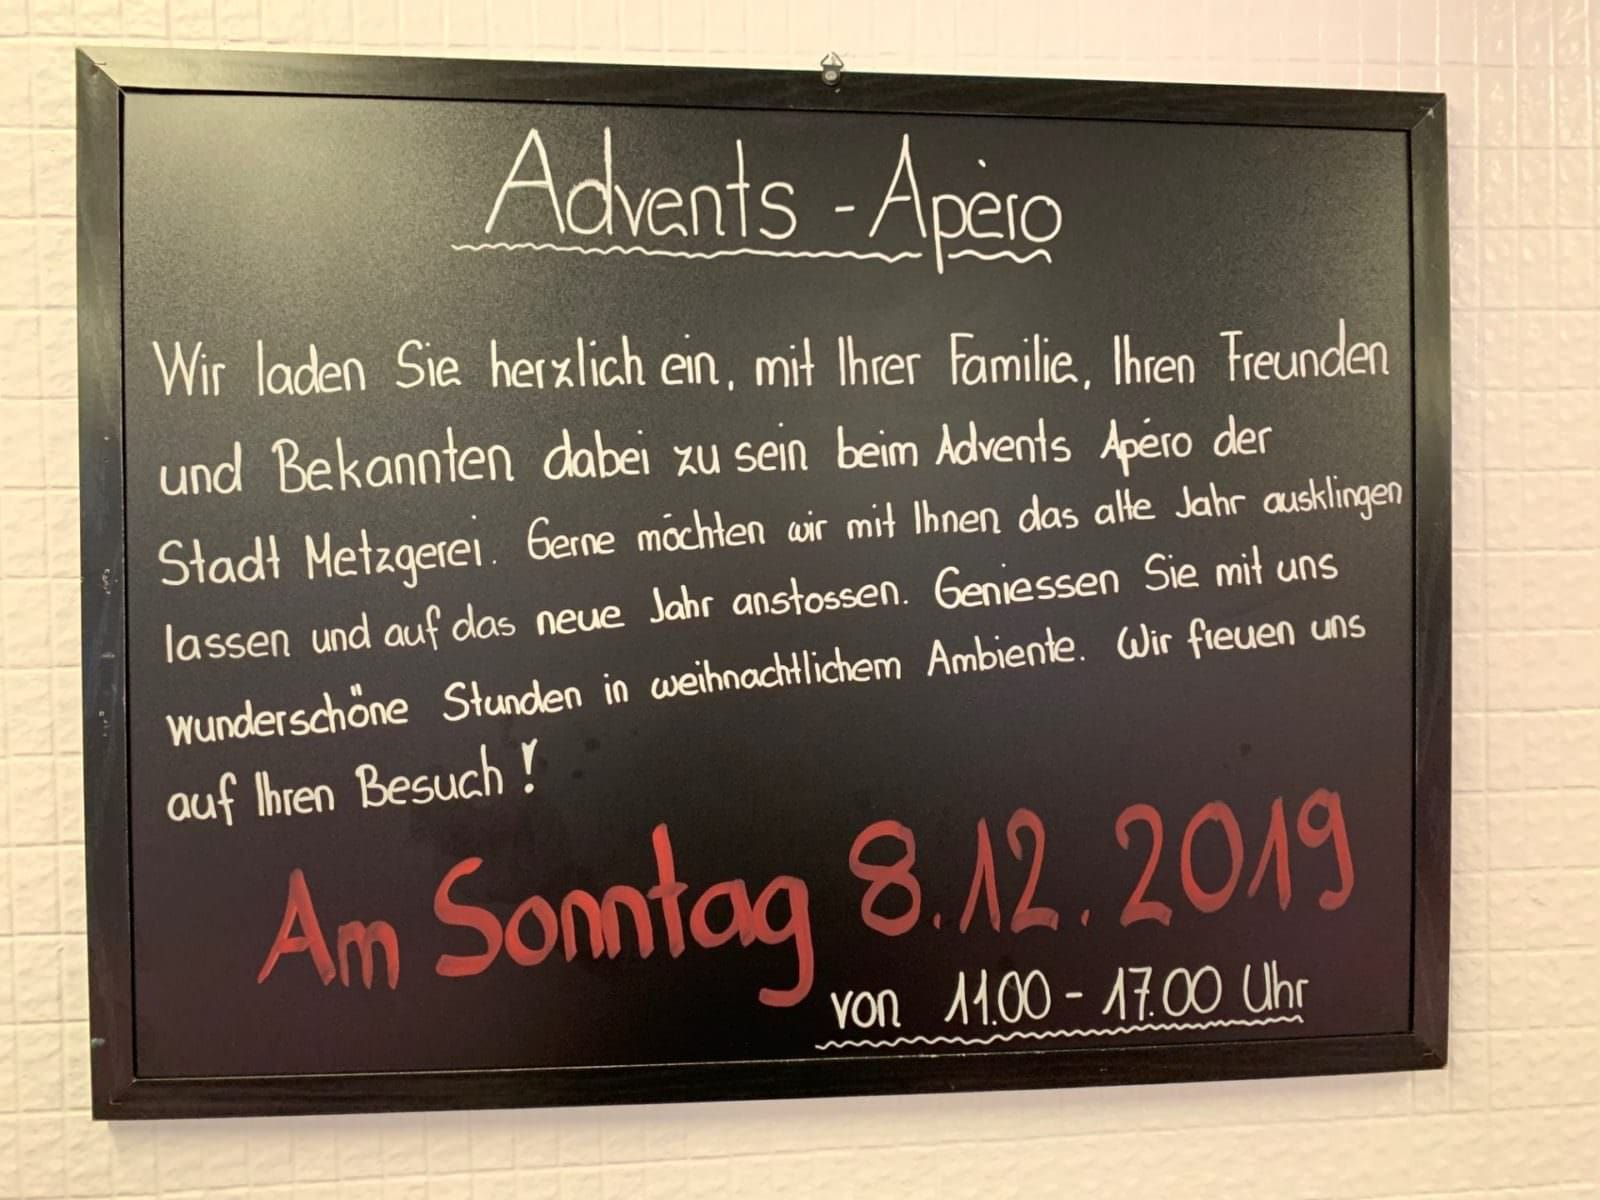 Advents - Apéro
Wir laden Sie herzlich ein, mit Ihrer Familie, Ihren Freunden
und Bekannten dabei zu sein beim Advents Apéro der
Stadt Metzgerei. Gerne möchten wir mit Ihnen das alte Jahr ausklingen
lassen und auf das neue Jahr anstossen. Geniessen Sie mit uns
wunderschöne Stunden in weihnachtlichem Ambiente. Wir freuen uns
auf Ihren Besuch!
Am Sonntag 8.12.2019
von 11.00 - 17.00 Uhr